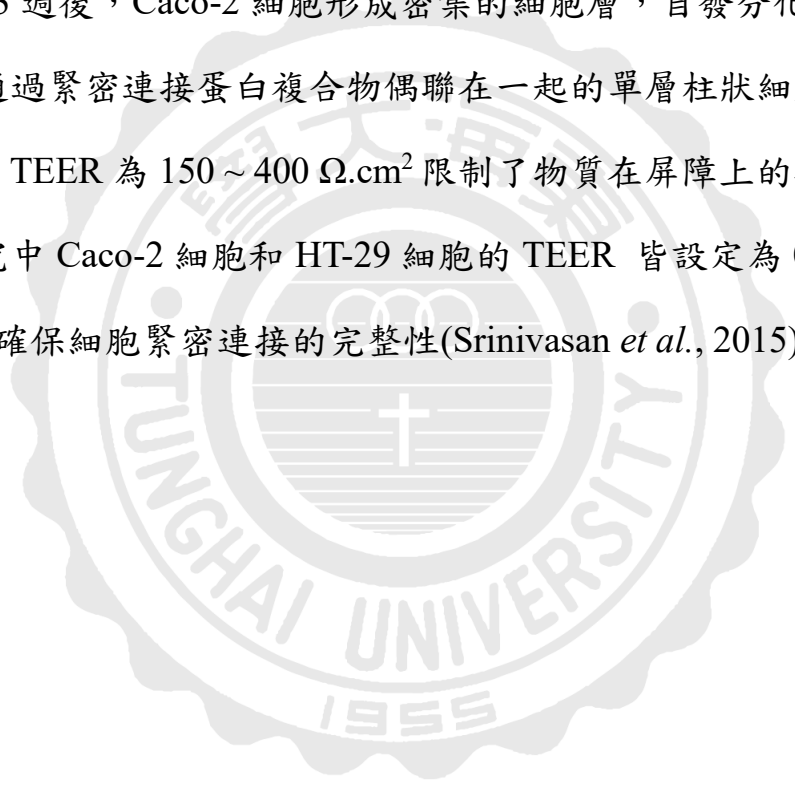 週後，Caco-2 細胞形成密集的細胞層，自發分化
過緊密連接蛋白複合物偶聯在一起的單層柱狀細
TEER 為 150 ~ 400 Ω.cm² 限制了物質在屏障上的
中 Caco-2 細胞和 HT-29 細胞的 TEER 皆設定為
確保細胞緊密連接的完整性(Srinivasan et al., 2015)
TUNGHAI UNIVERSITY
1955